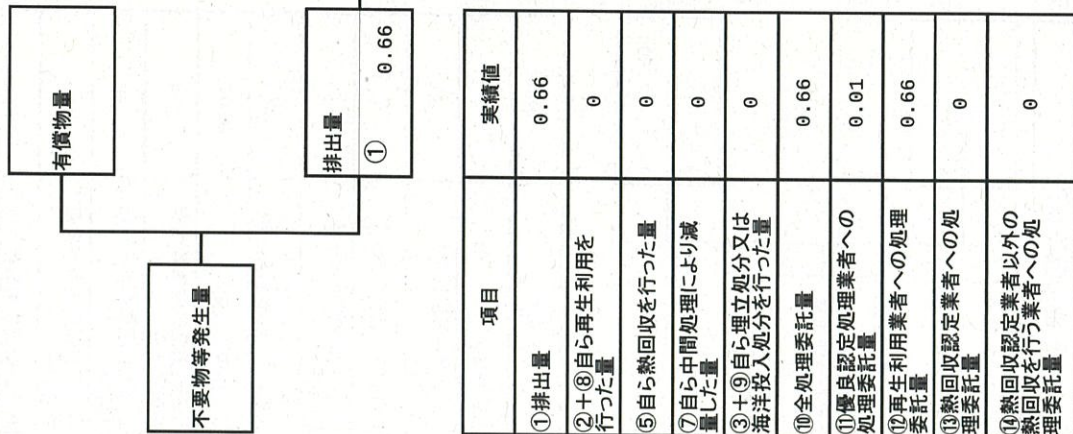 有償物量
不要物等発生量
排出量
① 0.66
項目 実績値
①排出量 0.66
②+⑧自ら再生利用を
行った量 0
⑤自ら熱回収を行った量 0
⑦自ら中間処理により減
量した量 0
③+⑨自ら埋立処分又は
海洋投入処分を行った量 0
⑩全処理委託量 0.66
⑪優良認定処理業者への
処理委託量 0.01
⑫再生利用業者への処理
委託量 0.66
⑬熱回収認定業者への処
理委託量 0
⑭熱回収認定業者以外の
熱回収を行う業者への処
理委託量 0